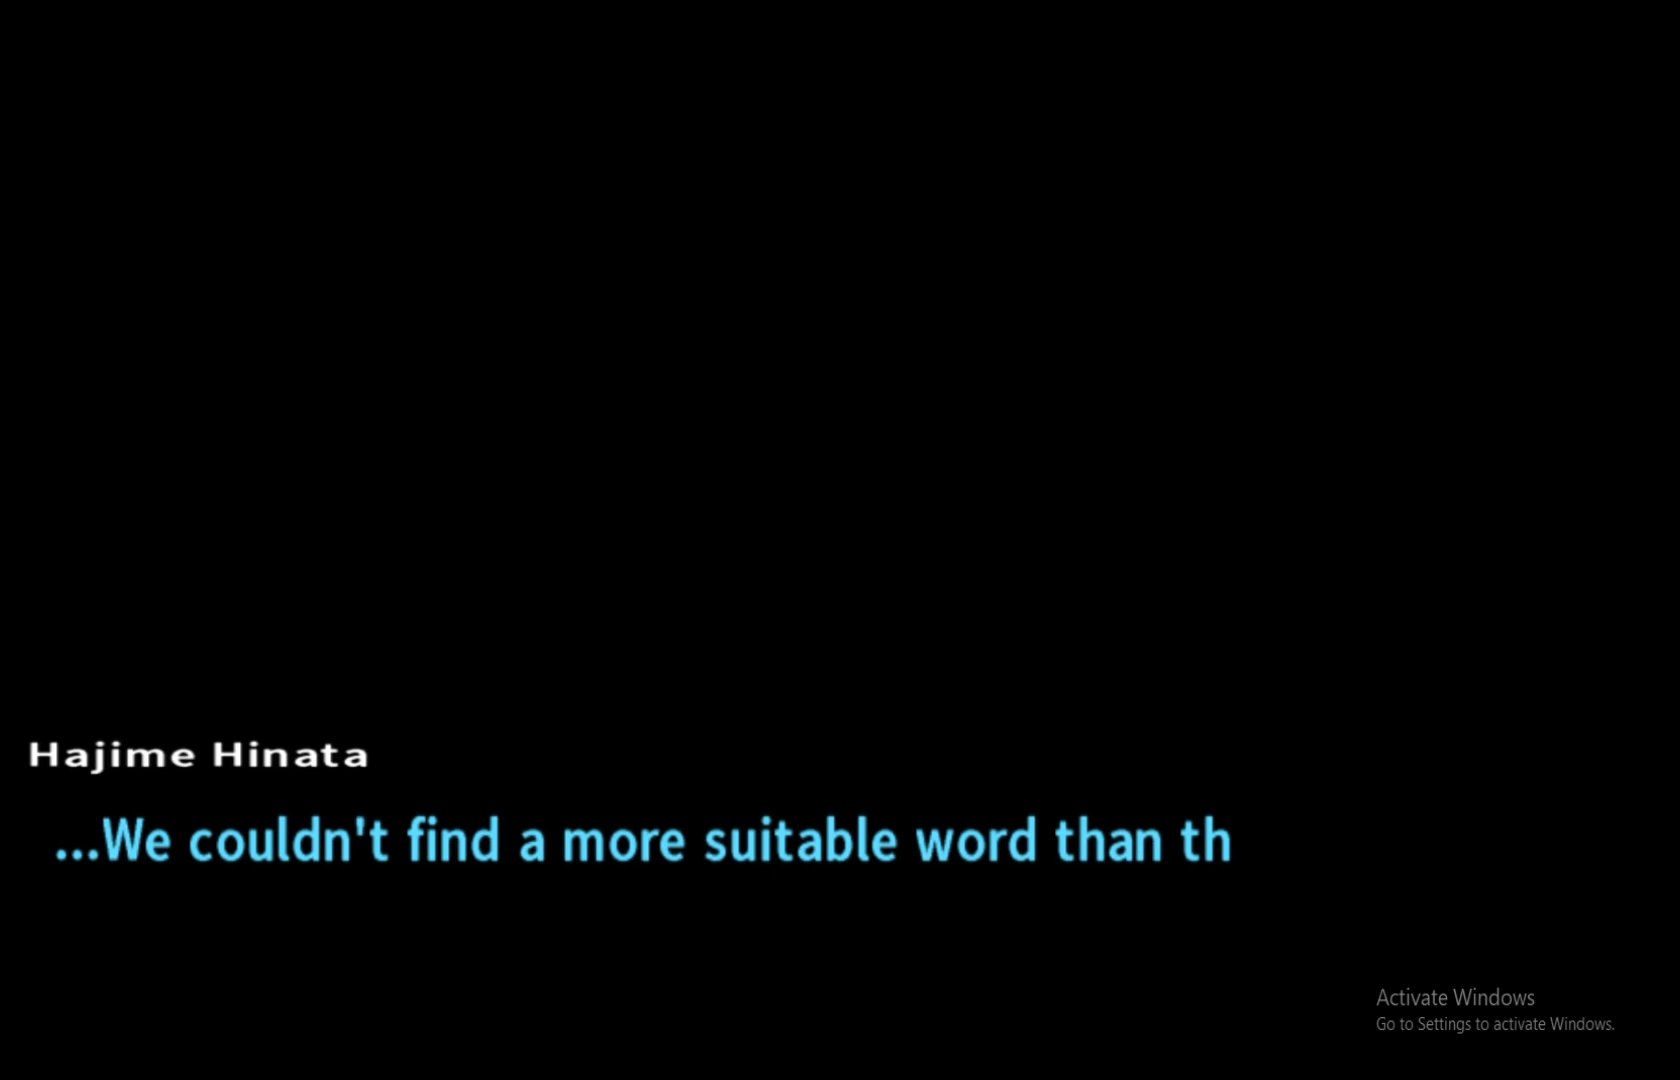 Hajime Hinata
...We couldn't find a more suitable word than th
Activate Windows
Go to Settings to activate Windows.